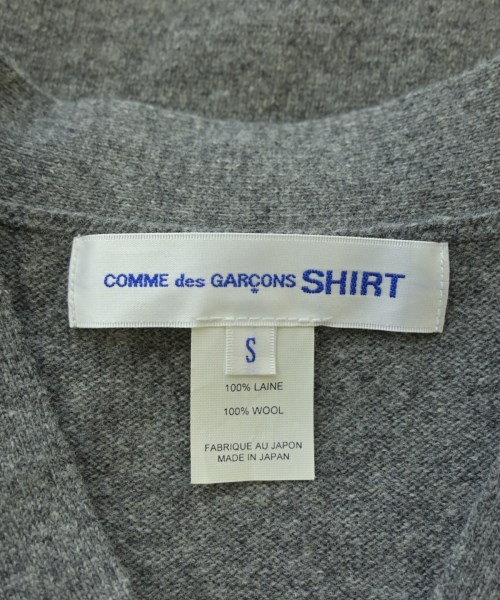 COMME des GARÇONS SHIRT
S
100% LAINE
100% WOOL
FABRIQUE AU JAPON
MADE IN JAPAN